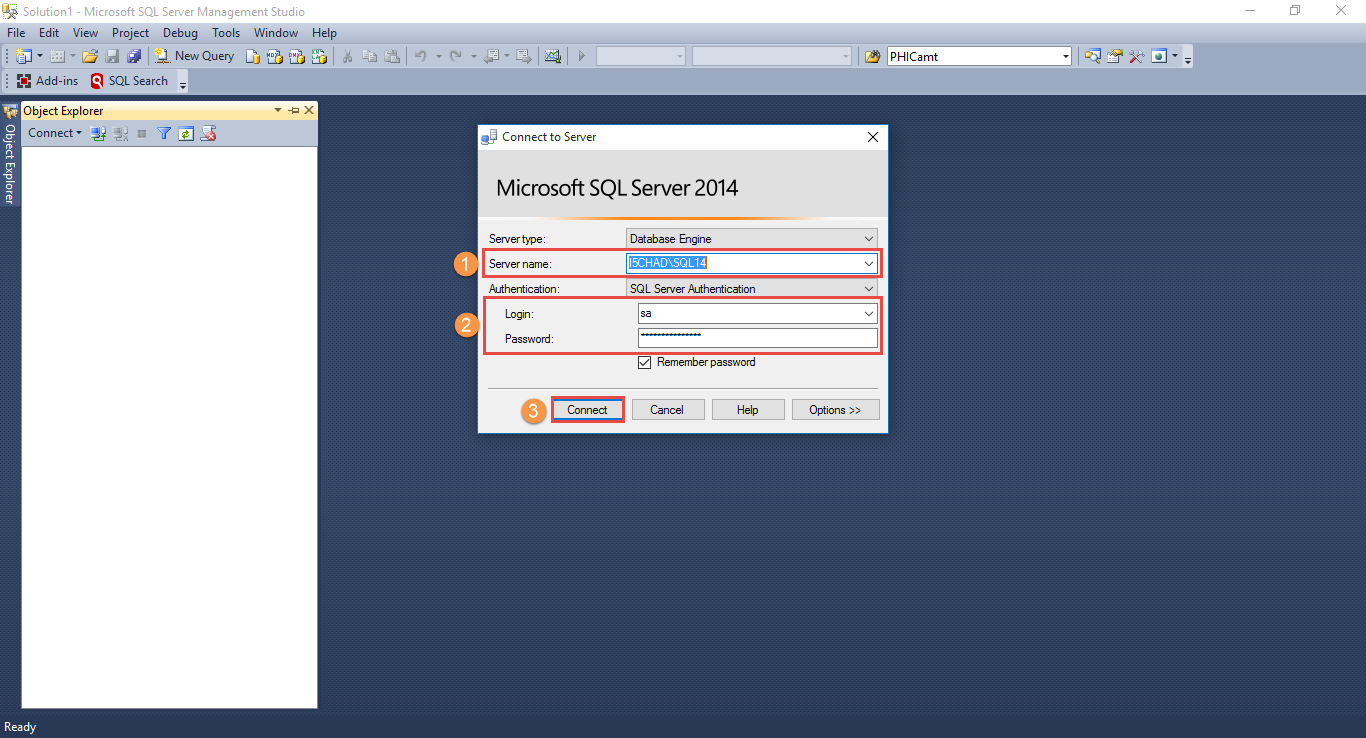 Solution1 - Microsoft SQL Server Management Studio
File Edit View Project Debug Tools Window Help
New Query PHICamt
Add-ins SQL Search
Object Explorer
Connect
Object Explorer
Connect to Server
Microsoft SQL Server 2014
Server type: Database Engine
1 Server name: I5CHAD\SQL14
Authentication: SQL Server Authentication
2
Login: sa
Password: ***************
Remember password
3 Connect Cancel Help Options >>
Ready